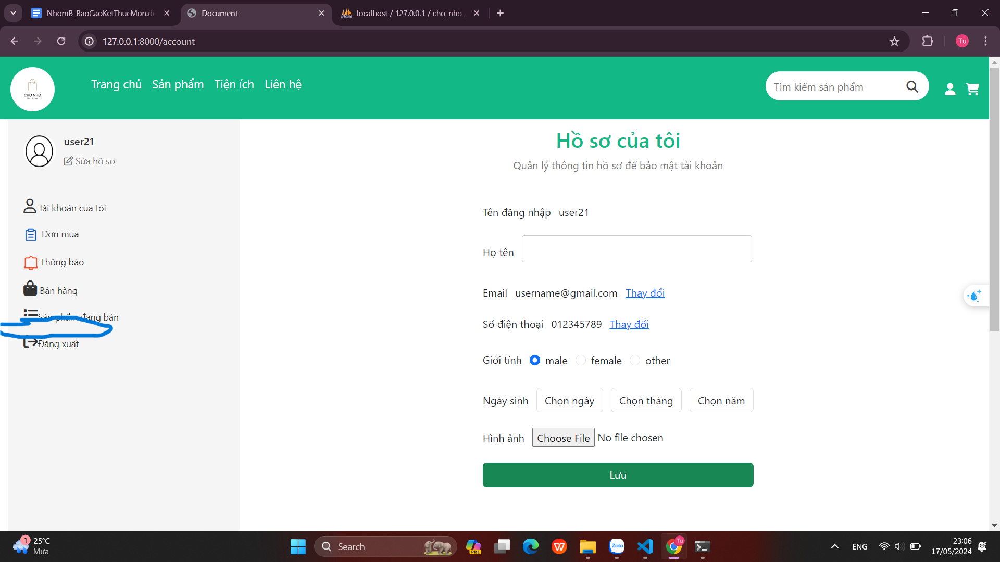 NhomB_BaoCaoKetThucMon.do
Document
localhost / 127.0.0.1 / cho_nho /
127.0.0.1:8000/account
Tu
CHỢ NHỎ
Trang chủ Sản phẩm Tiện ích Liên hệ
Tìm kiếm sản phẩm
user21
Sửa hồ sơ
Tài khoản của tôi
Đơn mua
Thông báo
Bán hàng
Sản phẩm đang bán
Đăng xuất
Hồ sơ của tôi
Quản lý thông tin hồ sơ để bảo mật tài khoản
Tên đăng nhập user21
Họ tên
Email username@gmail.com Thay đổi
Số điện thoại 012345789 Thay đổi
Giới tính male female other
Ngày sinh Chọn ngày Chọn tháng Chọn năm
Hình ảnh Choose File No file chosen
Lưu
1
25°C
Mưa
Search
PRE
Zalo
Tu
ENG
23:06
17/05/2024